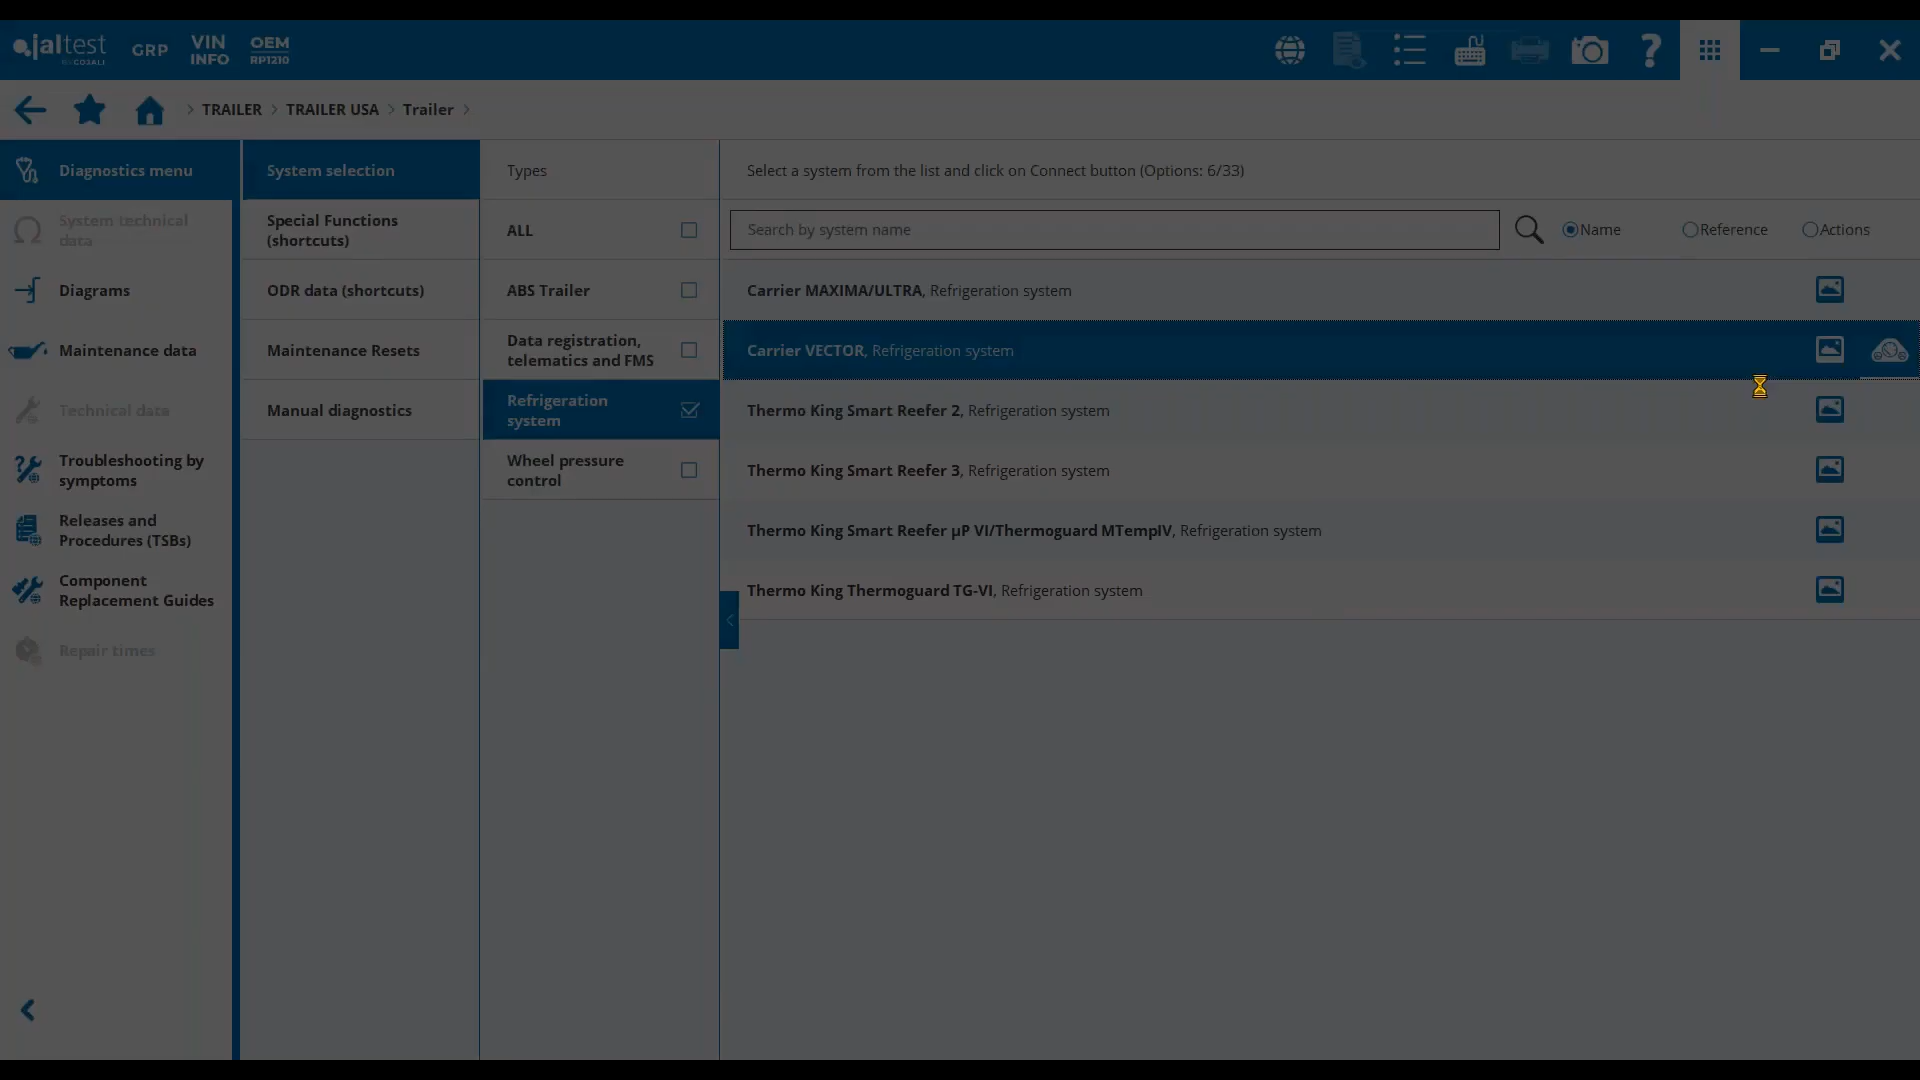 jaltest
BY COJALI
GRP
VIN
INFO
OEM
RP1210
?
> TRAILER > TRAILER USA > Trailer >
Diagnostics menu
System technical
data
Diagrams
Maintenance data
Technical data
Troubleshooting by
symptoms
Releases and
Procedures (TSBs)
Component
Replacement Guides
Repair times
System selection
Special Functions
(shortcuts)
ODR data (shortcuts)
Maintenance Resets
Manual diagnostics
Types
ALL
ABS Trailer
Data registration,
telematics and FMS
Refrigeration
system
Wheel pressure
control
Select a system from the list and click on Connect button (Options: 6/33)
Search by system name
Name
Reference
Actions
Carrier MAXIMA/ULTRA, Refrigeration system
Carrier VECTOR, Refrigeration system
Thermo King Smart Reefer 2, Refrigeration system
Thermo King Smart Reefer 3, Refrigeration system
Thermo King Smart Reefer µP VI/Thermoguard MTempIV, Refrigeration system
Thermo King Thermoguard TG-VI, Refrigeration system